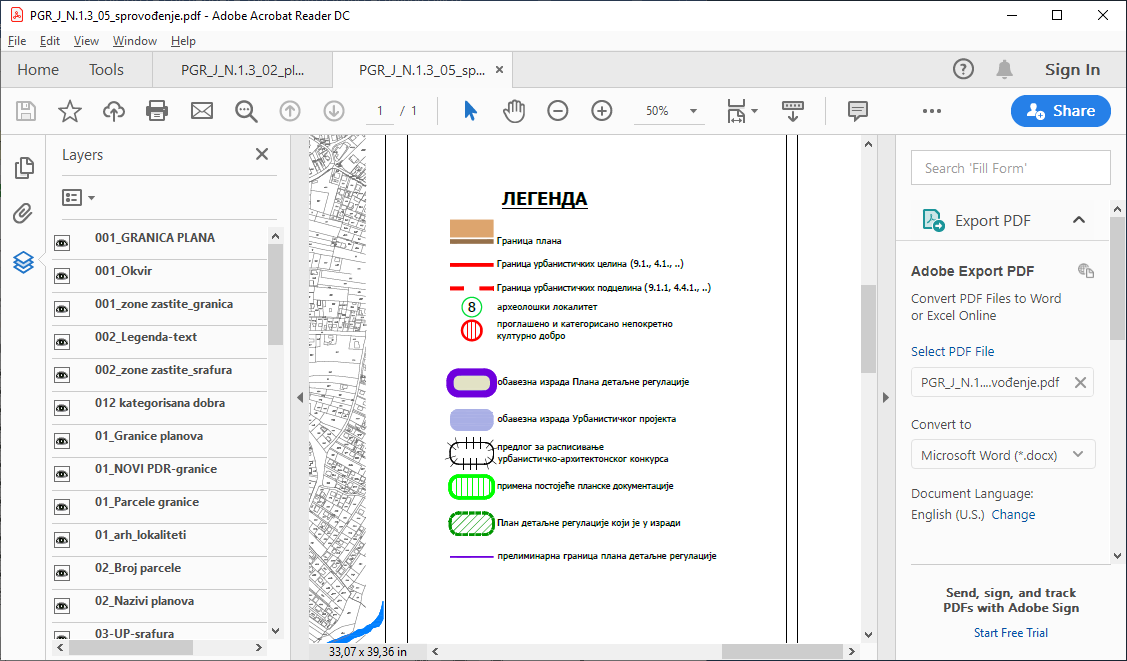 PGR_J_N.1.3_05_sprovođenje.pdf - Adobe Acrobat Reader DC
File Edit View Window Help
Home Tools PGR_J_N.1.3_02_pl... PGR_J_N.1.3_05_sp... Sign In
1 / 1 50% Share
Layers
001_GRANICA PLANA
001_Okvir
001_zone zastite_granica
002_Legenda-text
002_zone zastite_srafura
012 kategorisana dobra
01_Granice planova
01_NOVI PDR-granice
01_Parcele granice
01_arh_lokaliteti
02_Broj parcele
02_Nazivi planova
03-UP-srafura
ЛЕГЕНДА
Граница плана
Граница урбанистичких целина (9.1., 4.1., ..)
Граница урбанистичких подцелина (9.1.1, 4.4.1., ..)
8 археолошки локалитет
проглашено и категорисано непокретно
културно добро
обавезна израда Плана детаљне регулације
обавезна израда Урбанистичког пројекта
предлог за расписивање
урбанистичко-архитектонског конкурса
примена постојеће планске документације
План детаљне регулације који је у изради
прелиминарна граница плана детаљне регулације
33,07 x 39,36 in
Search 'Fill Form'
Export PDF
Adobe Export PDF
Convert PDF Files to Word
or Excel Online
Select PDF File
PGR_J_N.1....vođenje.pdf
Convert to
Microsoft Word (*.docx)
Document Language:
English (U.S.) Change
Send, sign, and track
PDFs with Adobe Sign
Start Free Trial